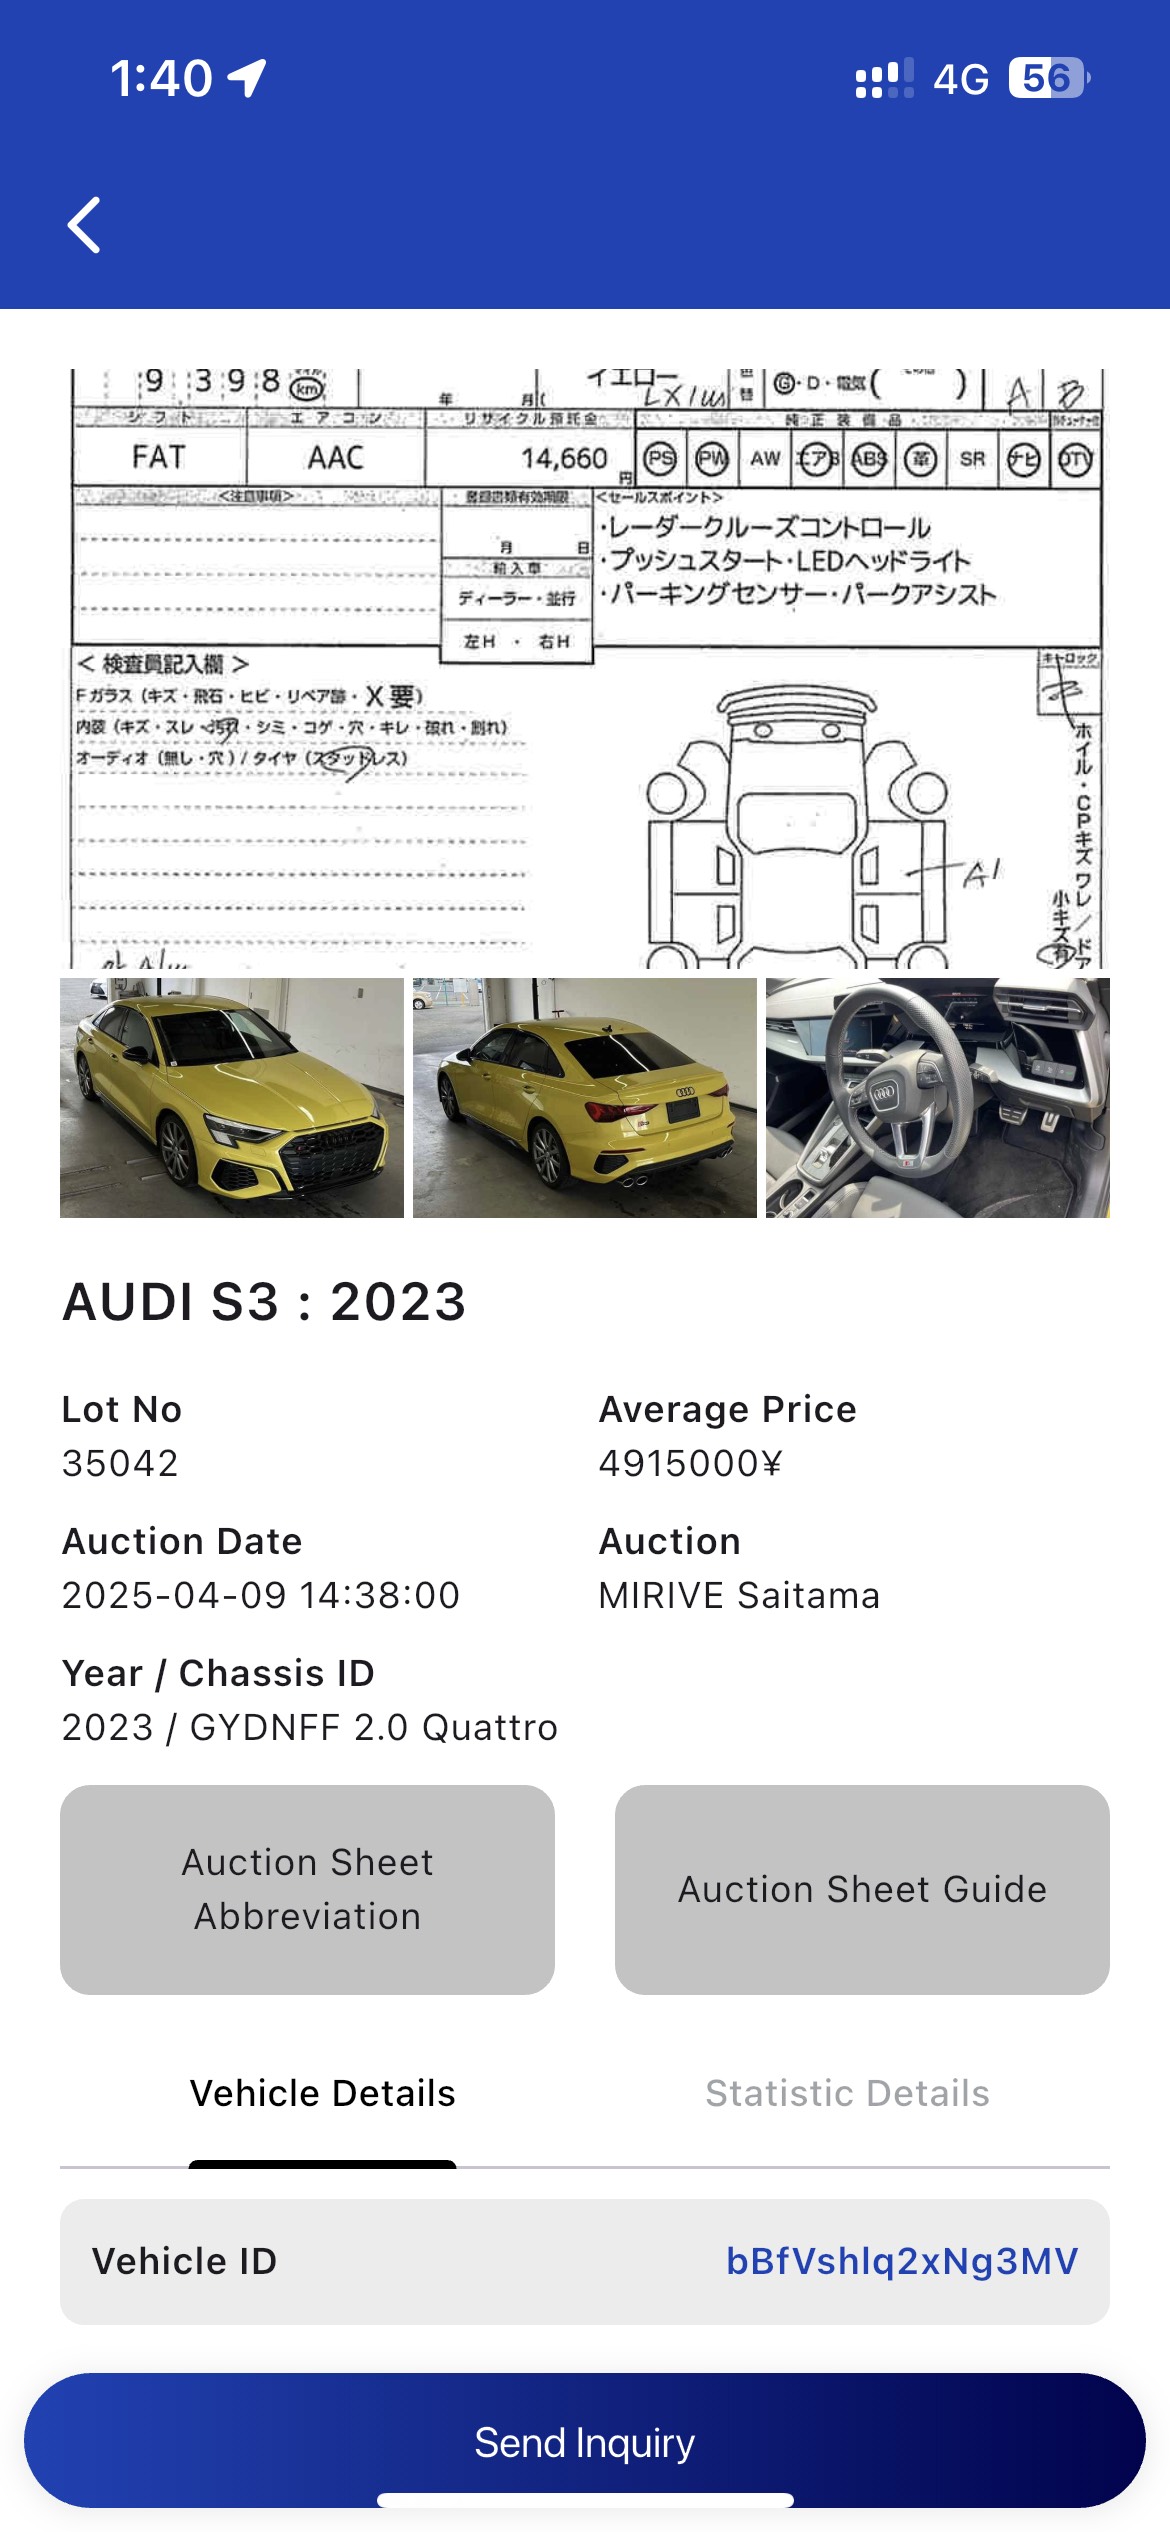 1:40
4G 56
9 3 9 8 km
イエロー
年 月(
LX1W
替
G・D・電気( )
A B
シフト エアコン リサイクル預託金 純正装備品
FAT AAC 14,660円 PS PW AW エアB ABS 革 SR ナビ DTV
<注意事項> 登録書類有効期限 <セールスポイント>
・レーダークルーズコントロール
月 日
・プッシュスタート・LEDヘッドライト
輸入車
・パーキングセンサー・パークアシスト
ディーラー・並行
左H ・ 右H
<検査員記入欄>
キーロック
Fガラス (キズ・飛石・ヒビ・リペア跡・X要)
内装 (キズ・スレ・汚れ・シミ・コゲ・穴・キレ・破れ・割れ)
オーディオ (無し・穴) / タイヤ (スタッドレス)
ホイル・CPキズワレ/ドア
小キズ有
A1
AUDI S3 : 2023
Lot No
35042
Average Price
4915000¥
Auction Date
2025-04-09 14:38:00
Auction
MIRIVE Saitama
Year / Chassis ID
2023 / GYDNFF 2.0 Quattro
Auction Sheet
Abbreviation
Auction Sheet Guide
Vehicle Details
Statistic Details
Vehicle ID
bBfVshlq2xNg3MV
Send Inquiry